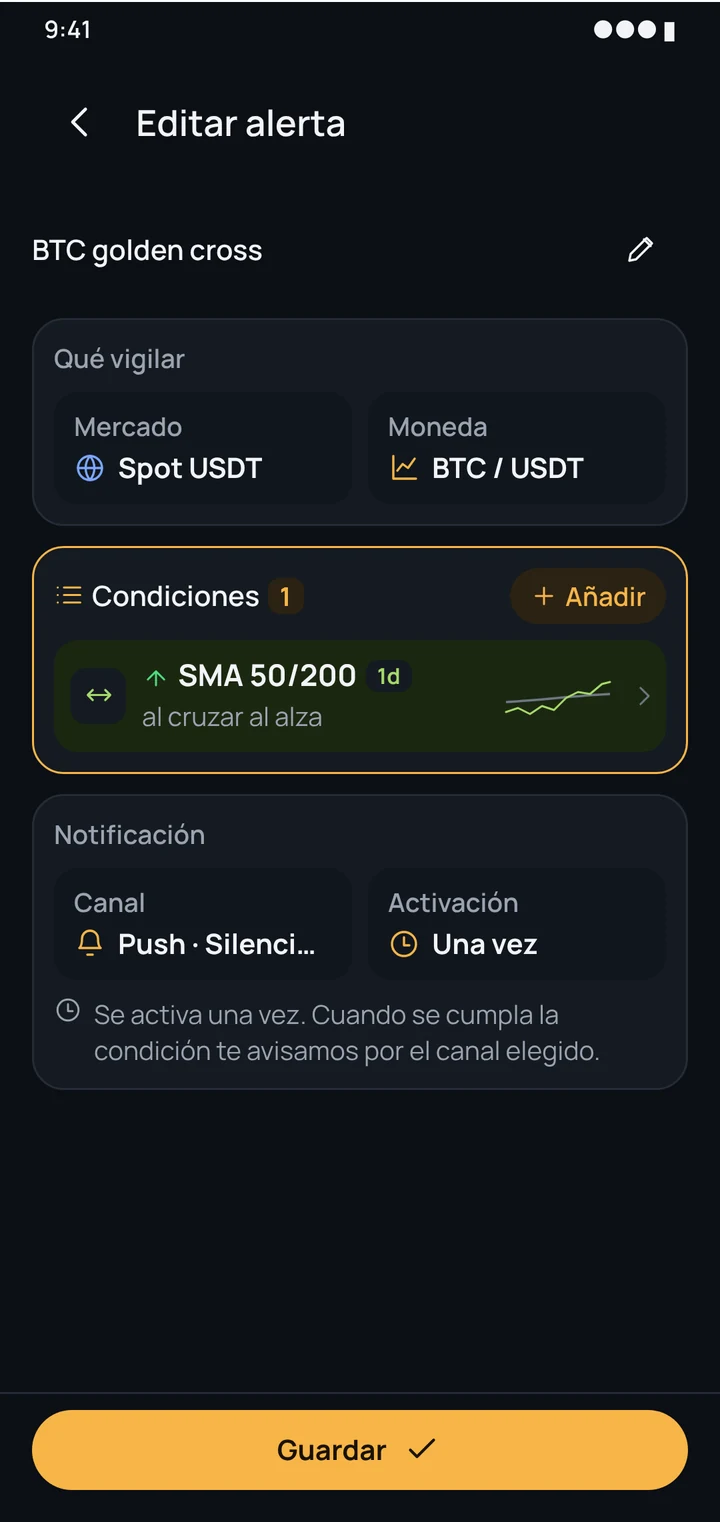 9:41
Editar alerta
BTC golden cross
Qué vigilar
Mercado
Spot USDT
Moneda
BTC / USDT
Condiciones 1
+ Añadir
SMA 50/200 1d
al cruzar al alza
Notificación
Canal
Push · Silenci...
Activación
Una vez
Se activa una vez. Cuando se cumpla la
condición te avisamos por el canal elegido.
Guardar